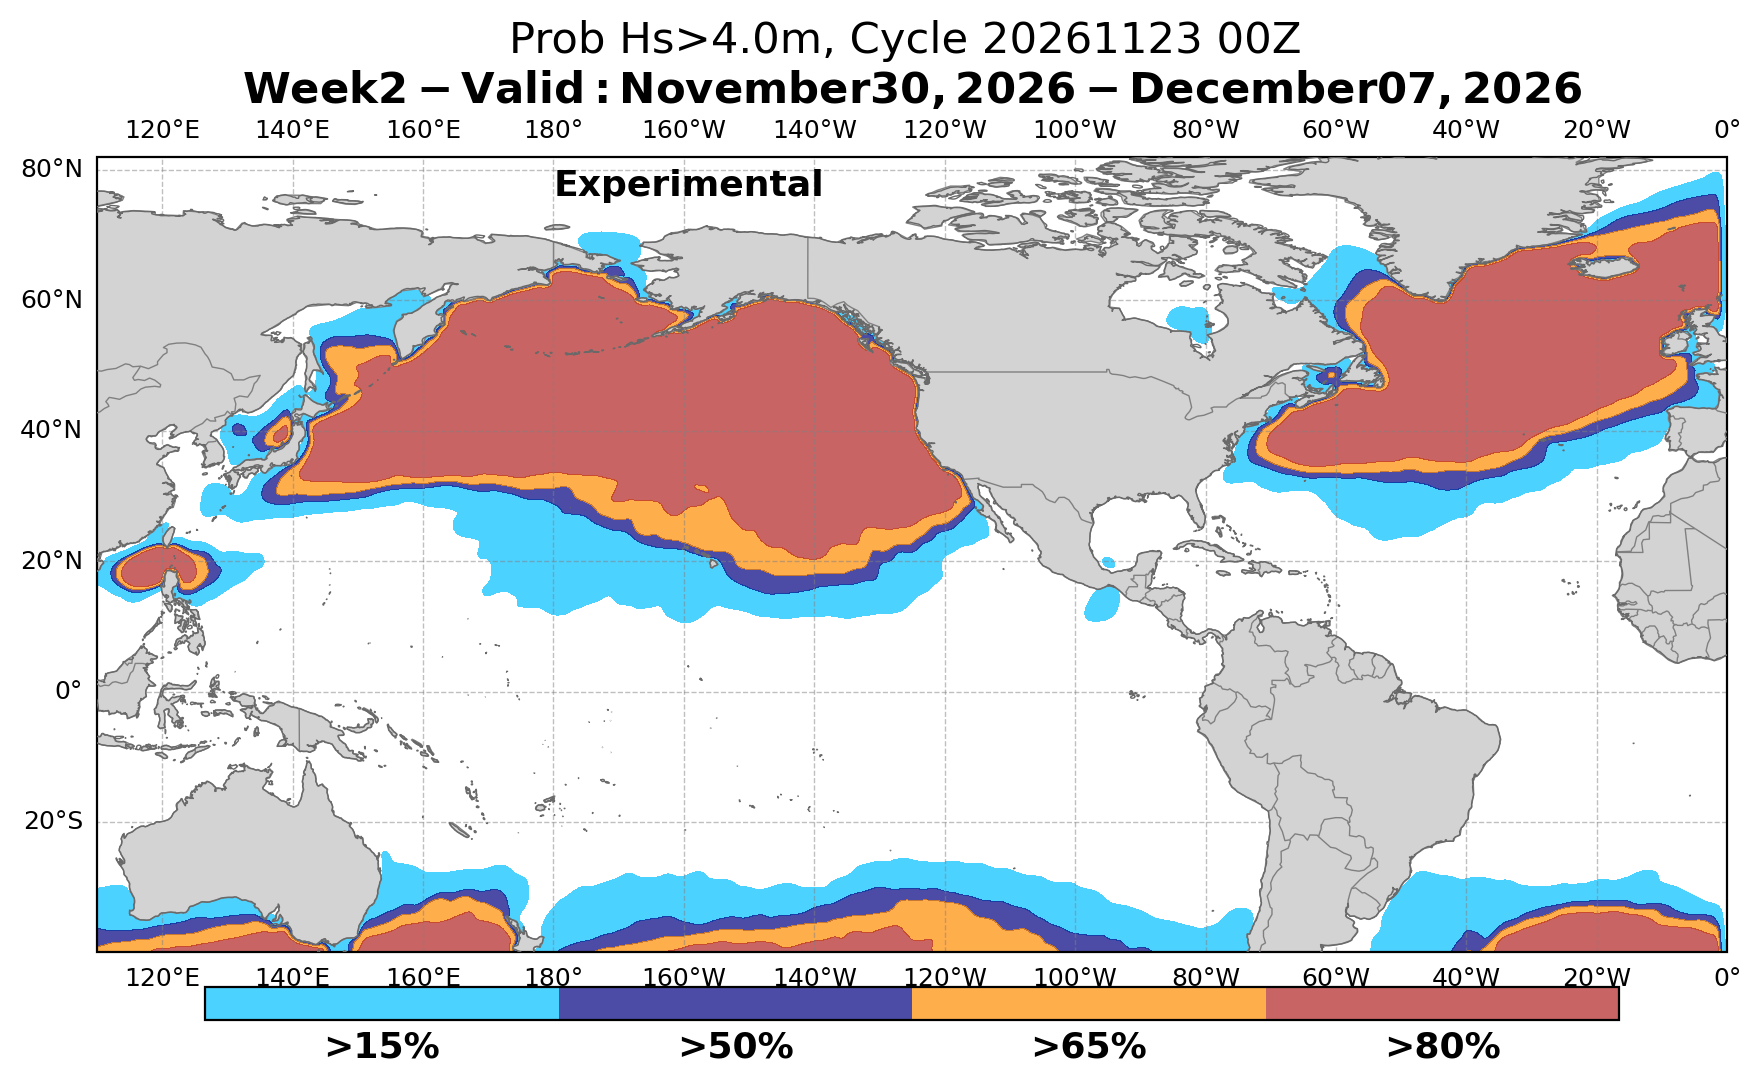 Prob Hs>4.0m, Cycle 20261123 00Z
Week2 – Valid : November30, 2026 – December07, 2026
120°E 140°E 160°E 180° 160°W 140°W 120°W 100°W 80°W 60°W 40°W 20°W 0°
80°N
Experimental
60°N
40°N
20°N
0°
20°S
120°E 140°E 160°E 180° 160°W 140°W 120°W 100°W 80°W 60°W 40°W 20°W 0°
>15% >50% >65% >80%